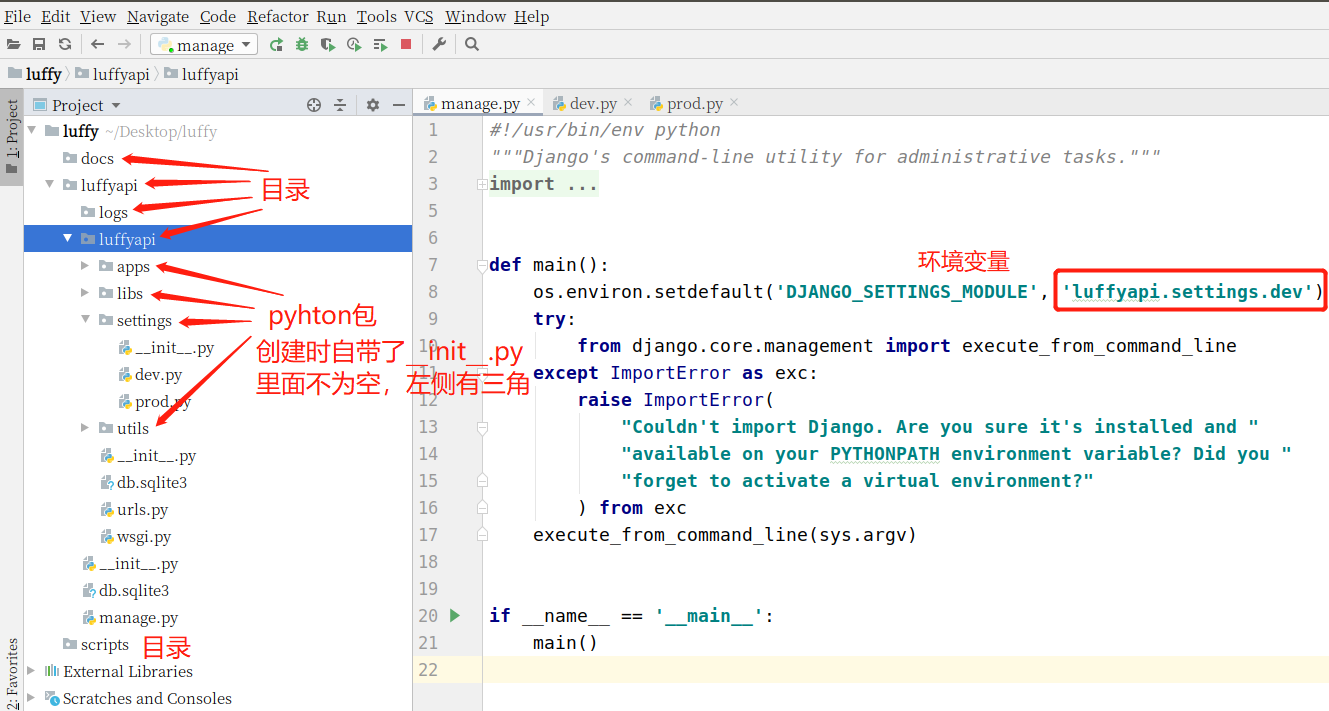 File Edit View Navigate Code Refactor Run Tools VCS Window Help
manage
luffy luffyapi luffyapi
1: Project
Project
manage.py × dev.py × prod.py ×
luffy ~/Desktop/luffy
docs
luffyapi
logs
luffyapi
apps
libs
settings
__init__.py
dev.py
prod.py
utils
__init__.py
db.sqlite3
urls.py
wsgi.py
__init__.py
db.sqlite3
manage.py
scripts
External Libraries
Scratches and Consoles
2: Favorites
目录
pyhton包
创建时自带了__init__.py
里面不为空，左侧有三角
目录
环境变量
1 #!/usr/bin/env python
2 """Django's command-line utility for administrative tasks."""
3 import ...
5
6
7 def main():
8 os.environ.setdefault('DJANGO_SETTINGS_MODULE', 'luffyapi.settings.dev')
9 try:
10 from django.core.management import execute_from_command_line
11 except ImportError as exc:
12 raise ImportError(
13 "Couldn't import Django. Are you sure it's installed and "
14 "available on your PYTHONPATH environment variable? Did you "
15 "forget to activate a virtual environment?"
16 ) from exc
17 execute_from_command_line(sys.argv)
18
19
20 if __name__ == '__main__':
21 main()
22